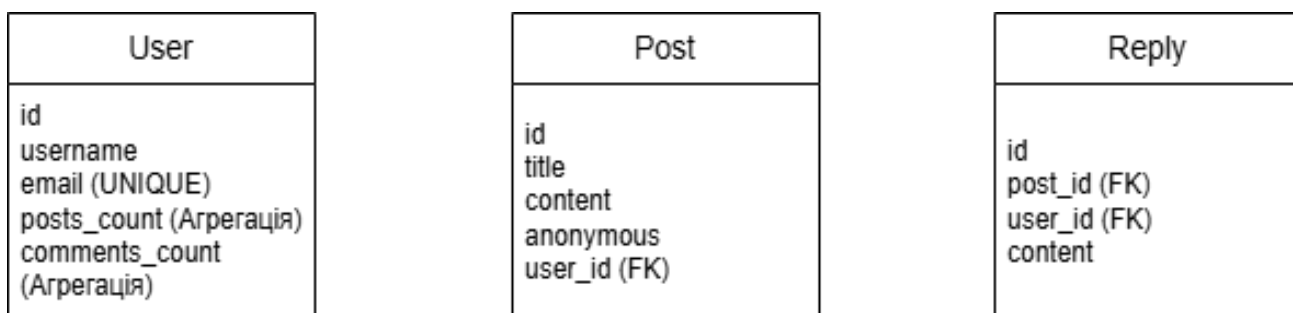 User
id
username
email (UNIQUE)
posts_count (Агрегація)
comments_count
(Агрегація)
Post
id
title
content
anonymous
user_id (FK)
Reply
id
post_id (FK)
user_id (FK)
content